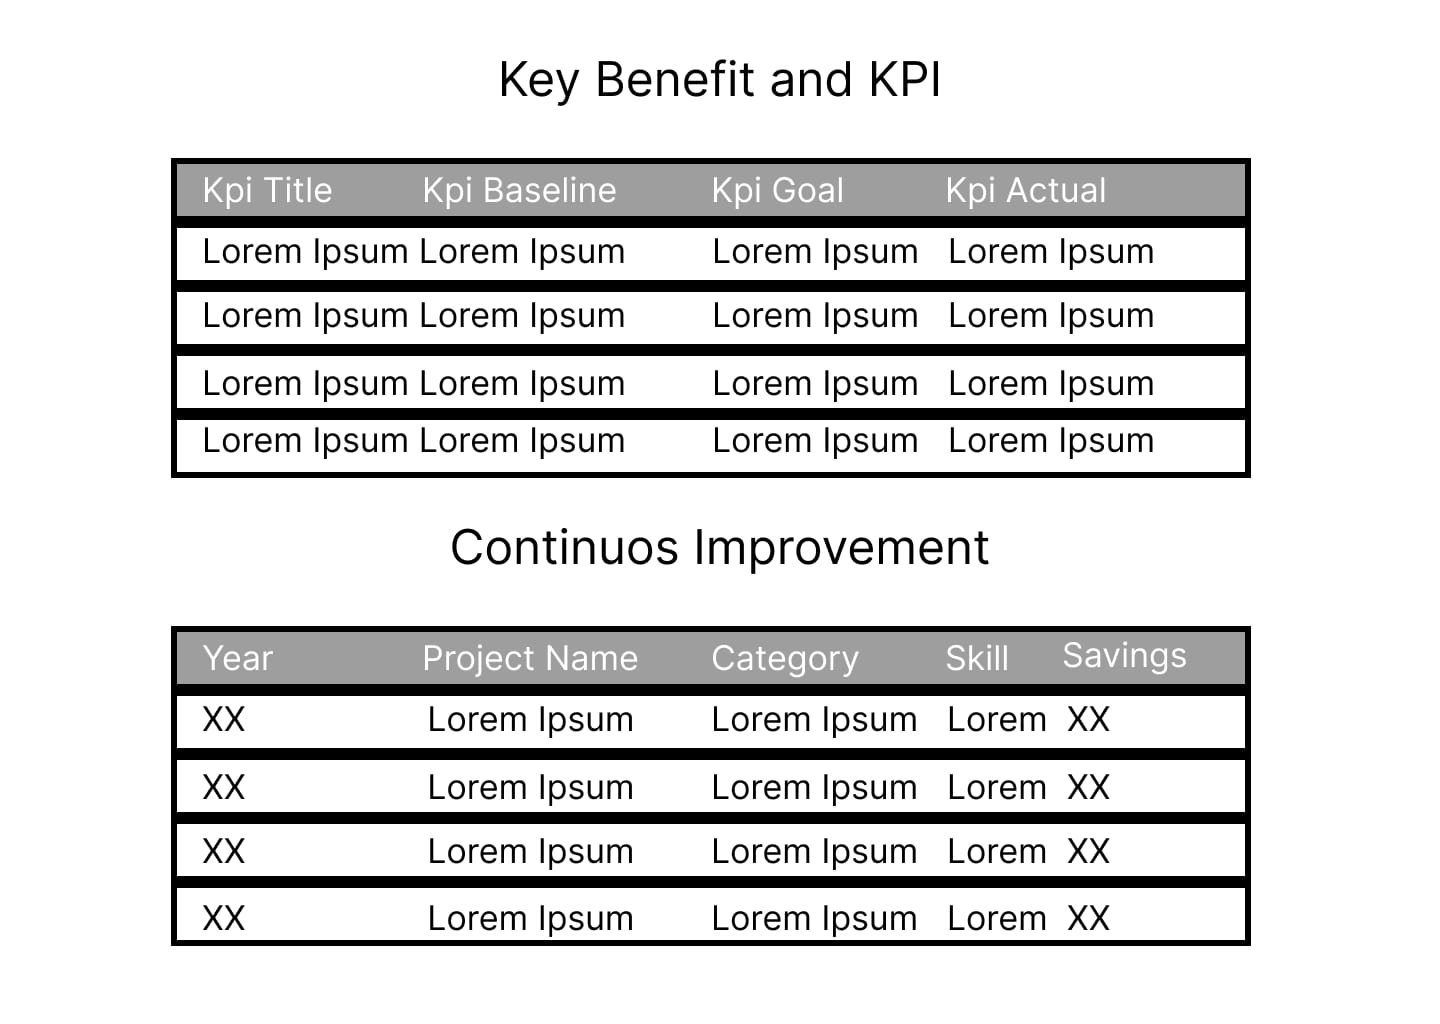 Key Benefit and KPI
Kpi Title Kpi Baseline Kpi Goal Kpi Actual
Lorem Ipsum Lorem Ipsum Lorem Ipsum Lorem Ipsum
Lorem Ipsum Lorem Ipsum Lorem Ipsum Lorem Ipsum
Lorem Ipsum Lorem Ipsum Lorem Ipsum Lorem Ipsum
Lorem Ipsum Lorem Ipsum Lorem Ipsum Lorem Ipsum
Continuos Improvement
Year Project Name Category Skill Savings
XX Lorem Ipsum Lorem Ipsum Lorem XX
XX Lorem Ipsum Lorem Ipsum Lorem XX
XX Lorem Ipsum Lorem Ipsum Lorem XX
XX Lorem Ipsum Lorem Ipsum Lorem XX